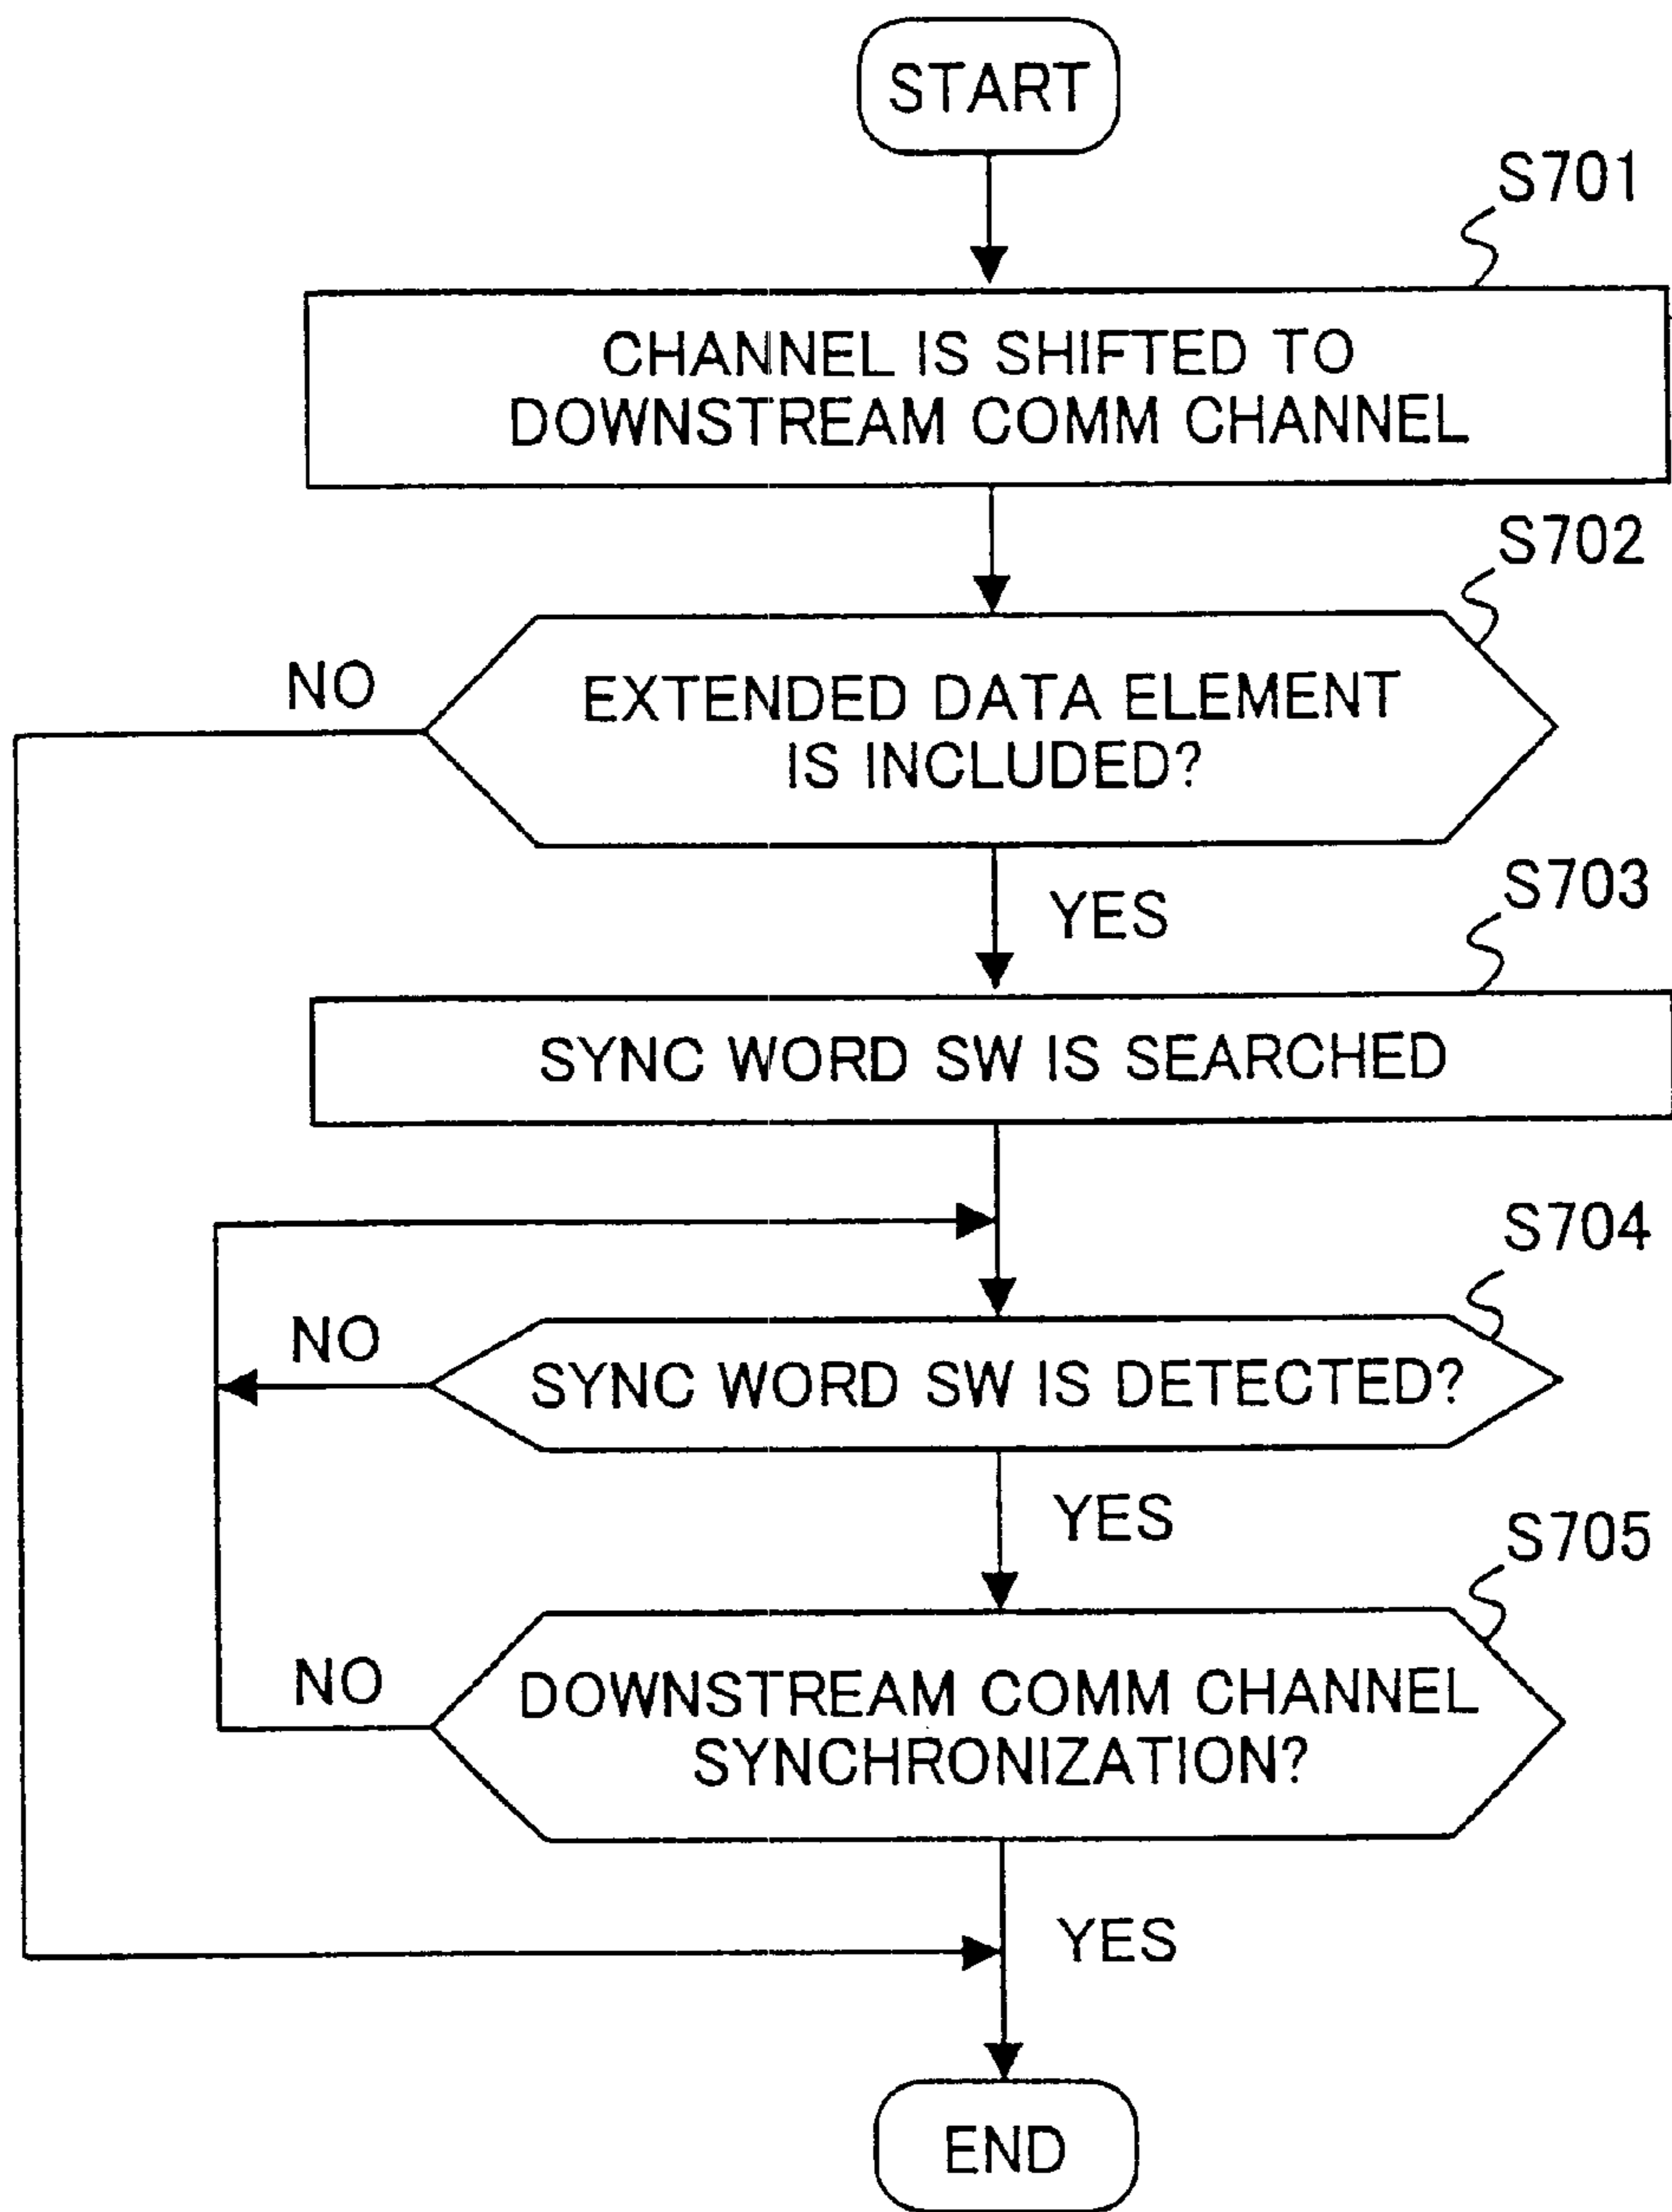 START
S701
CHANNEL IS SHIFTED TO
DOWNSTREAM COMM CHANNEL
S702
NO
EXTENDED DATA ELEMENT
IS INCLUDED?
YES
S703
SYNC WORD SW IS SEARCHED
S704
NO
SYNC WORD SW IS DETECTED?
YES
S705
NO
DOWNSTREAM COMM CHANNEL
SYNCHRONIZATION?
YES
END